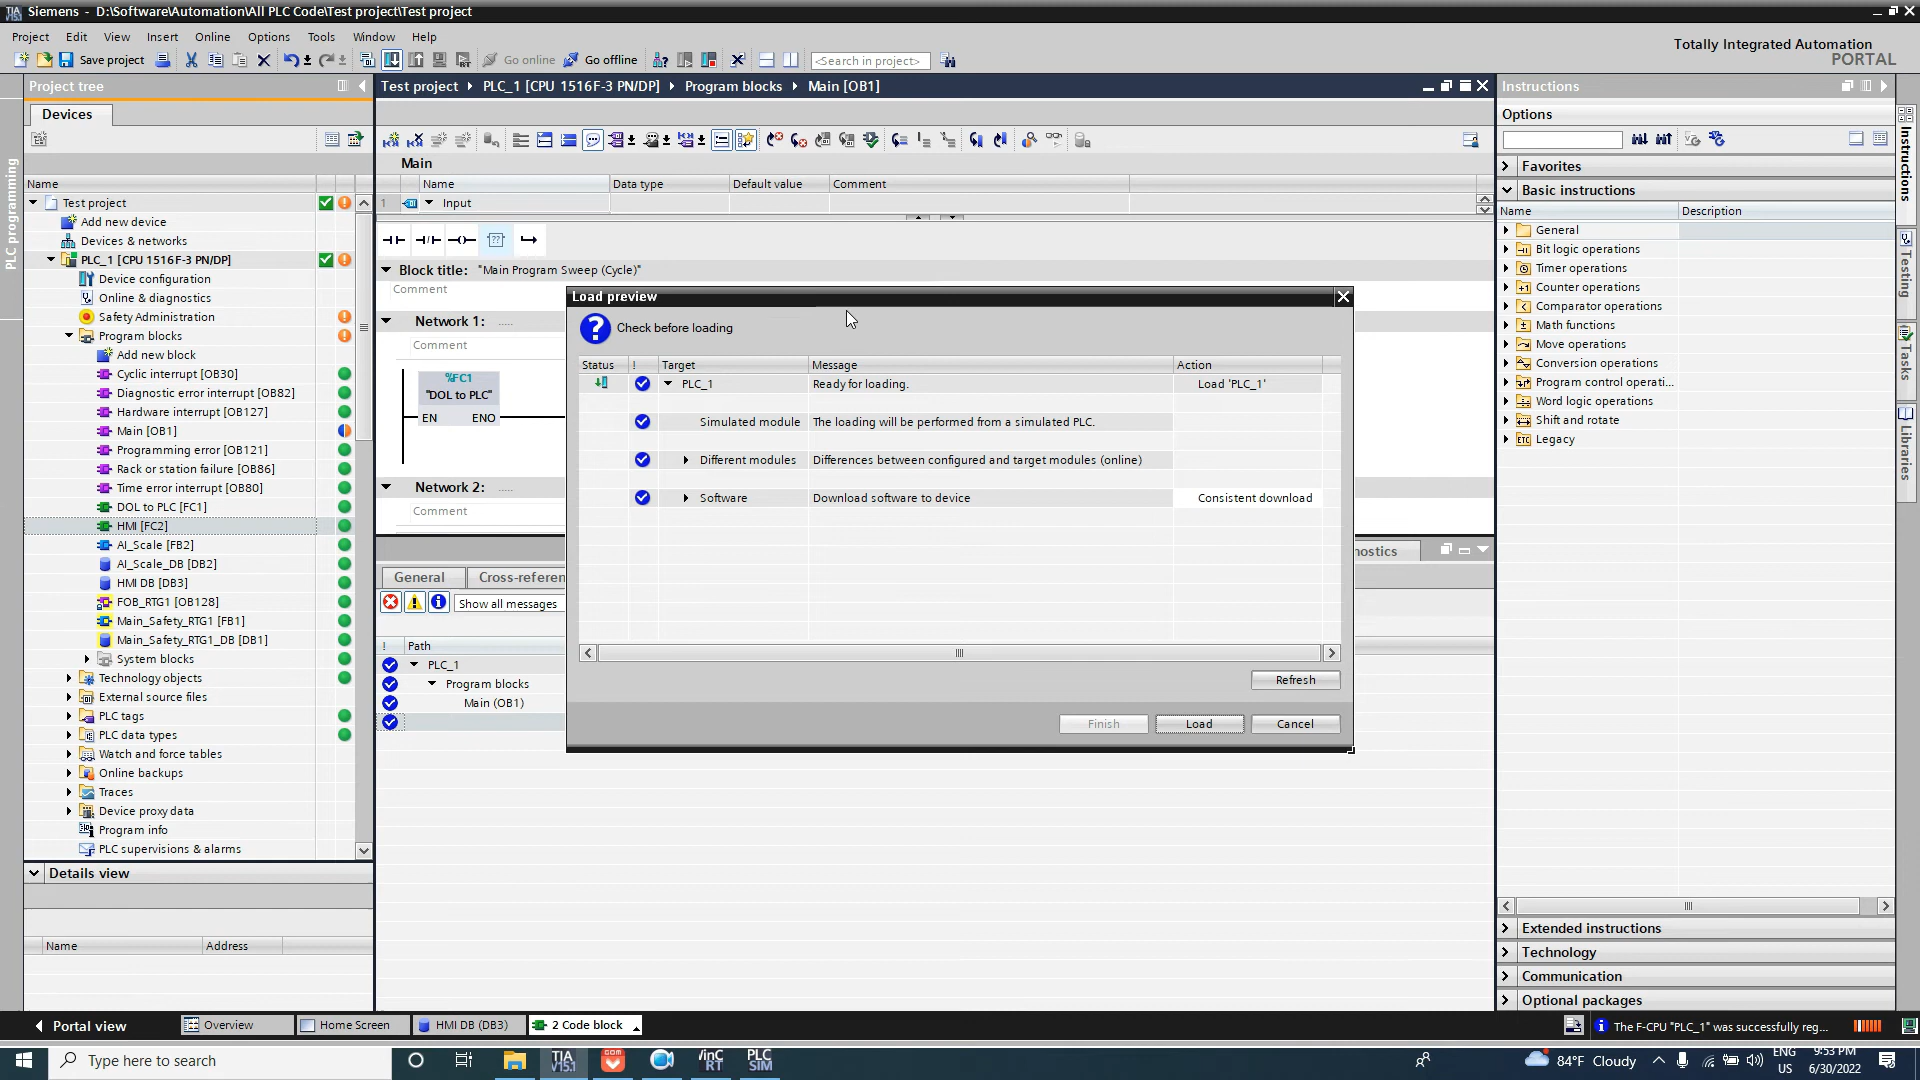 Siemens - D:\Software\Automation\All PLC Code\Test project\Test project
Project Edit View Insert Online Options Tools Window Help
Totally Integrated Automation
PORTAL
Save project
Go online
Go offline
<Search in project>
Project tree
Test project PLC_1 [CPU 1516F-3 PN/DP] Program blocks Main [OB1]
Instructions
Devices
Options
PLC programming
Main
Name Data type Default value Comment
1 Input
Name
Test project
Add new device
Devices & networks
PLC_1 [CPU 1516F-3 PN/DP]
Device configuration
Online & diagnostics
Safety Administration
Program blocks
Add new block
Cyclic interrupt [OB30]
Diagnostic error interrupt [OB82]
Hardware interrupt [OB127]
Main [OB1]
Programming error [OB121]
Rack or station failure [OB86]
Time error interrupt [OB80]
DOL to PLC [FC1]
HMI [FC2]
AI_Scale [FB2]
AI_Scale_DB [DB2]
HMI DB [DB3]
FOB_RTG1 [OB128]
Main_Safety_RTG1 [FB1]
Main_Safety_RTG1_DB [DB1]
System blocks
Technology objects
External source files
PLC tags
PLC data types
Watch and force tables
Online backups
Traces
Device proxy data
Program info
PLC supervisions & alarms
Details view
Name Address
??
Block title: "Main Program Sweep (Cycle)"
Comment
Network 1: .....
Comment
%FC1
"DOL to PLC"
EN ENO
Network 2: .....
Comment
Load preview
? Check before loading
Status ! Target Message Action
PLC_1 Ready for loading. Load 'PLC_1'
Simulated module The loading will be performed from a simulated PLC.
Different modules Differences between configured and target modules (online)
Software Download software to device Consistent download
Refresh
Finish Load Cancel
nostics
General Cross-referen
Show all messages
! Path
PLC_1
Program blocks
Main (OB1)
Favorites
Basic instructions
Name Description
General
Bit logic operations
Timer operations
Counter operations
Comparator operations
Math functions
Move operations
Conversion operations
Program control operati...
Word logic operations
Shift and rotate
Legacy
Extended instructions
Technology
Communication
Optional packages
Instructions
Testing
Tasks
Libraries
Portal view Overview Home Screen HMI DB (DB3) 2 Code block
The F-CPU "PLC_1" was successfully reg...
Type here to search
TIA V15.1
WinCC RT
PLC SIM
84°F Cloudy
ENG
US
9:53 PM
6/30/2022